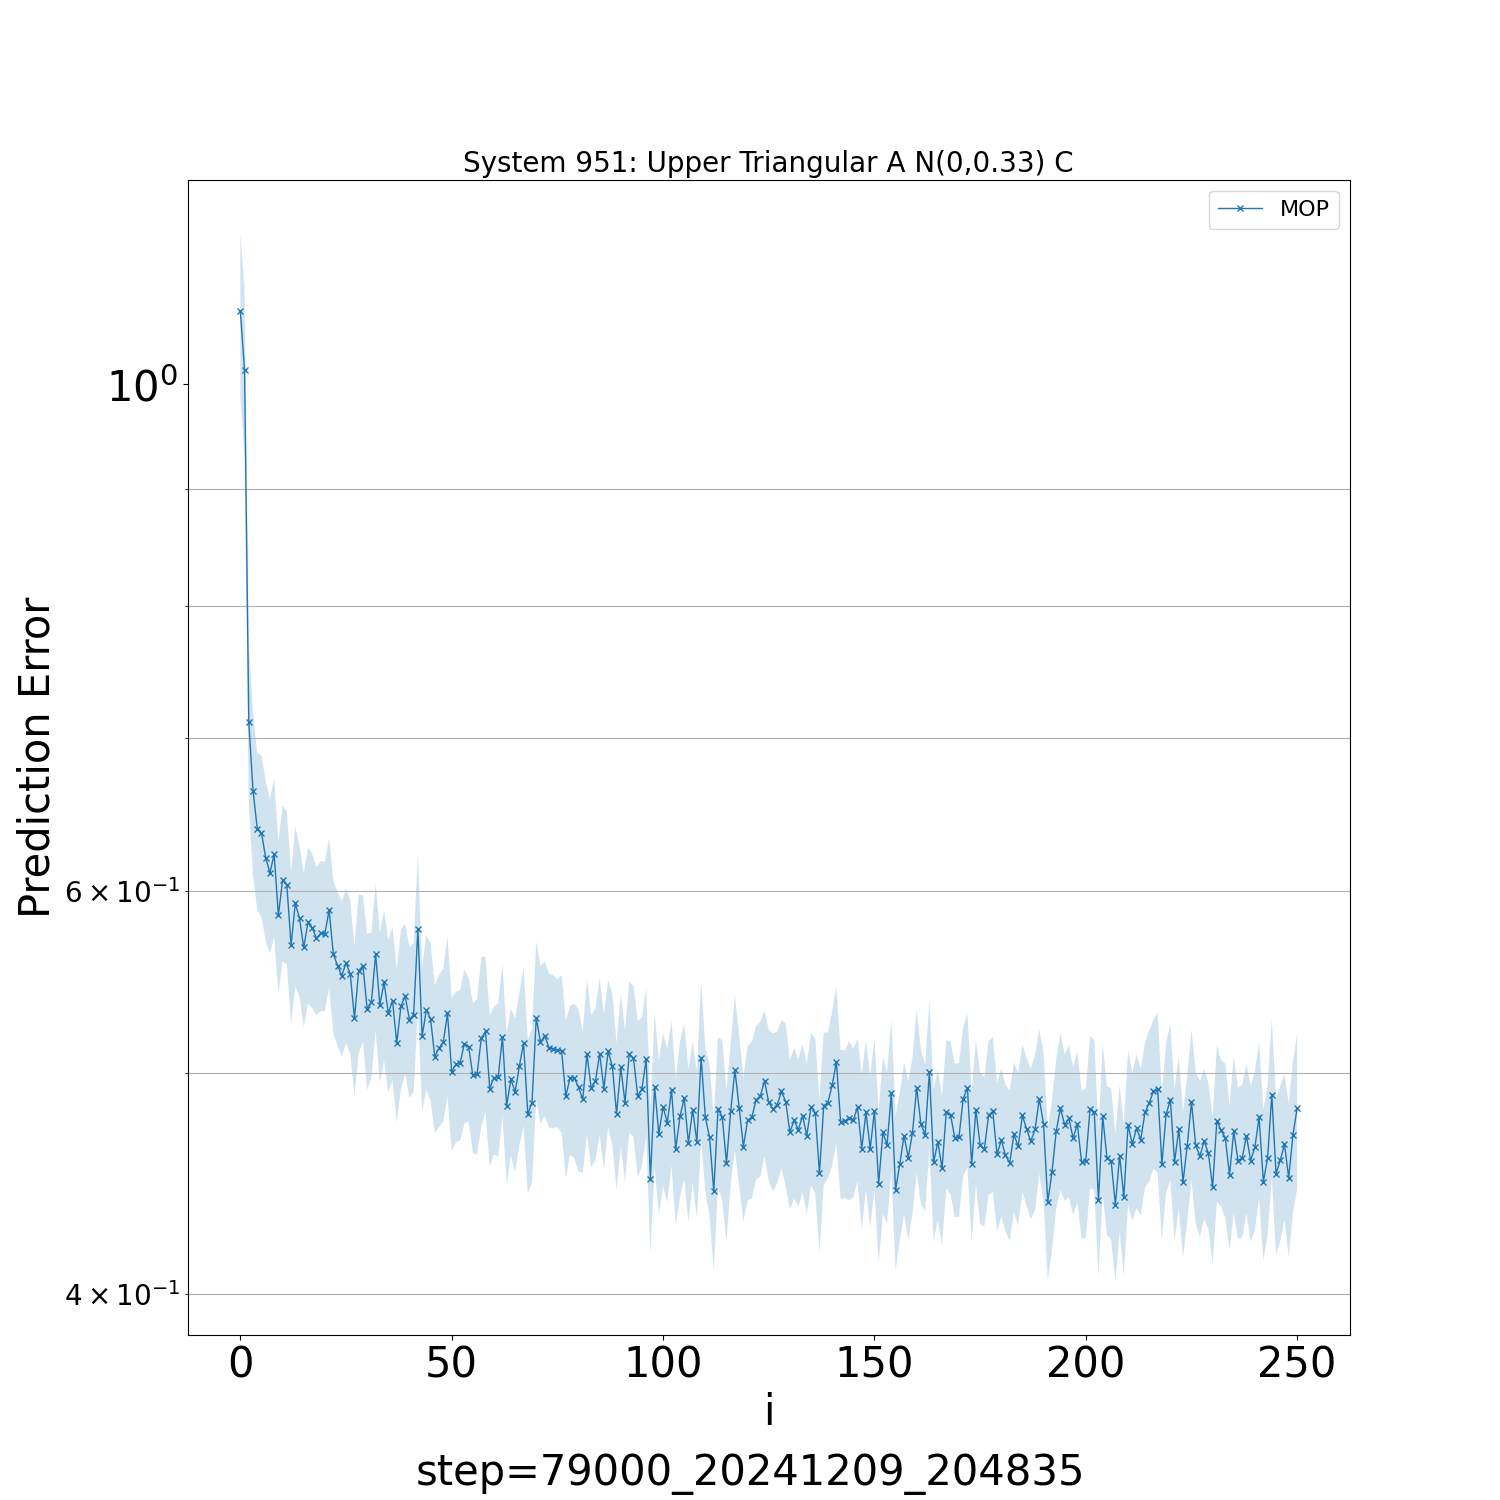 System 951: Upper Triangular A N(0,0.33) C
MOP
10⁰
6 × 10⁻¹
4 × 10⁻¹
Prediction Error
0 50 100 150 200 250
i
step=79000_20241209_204835